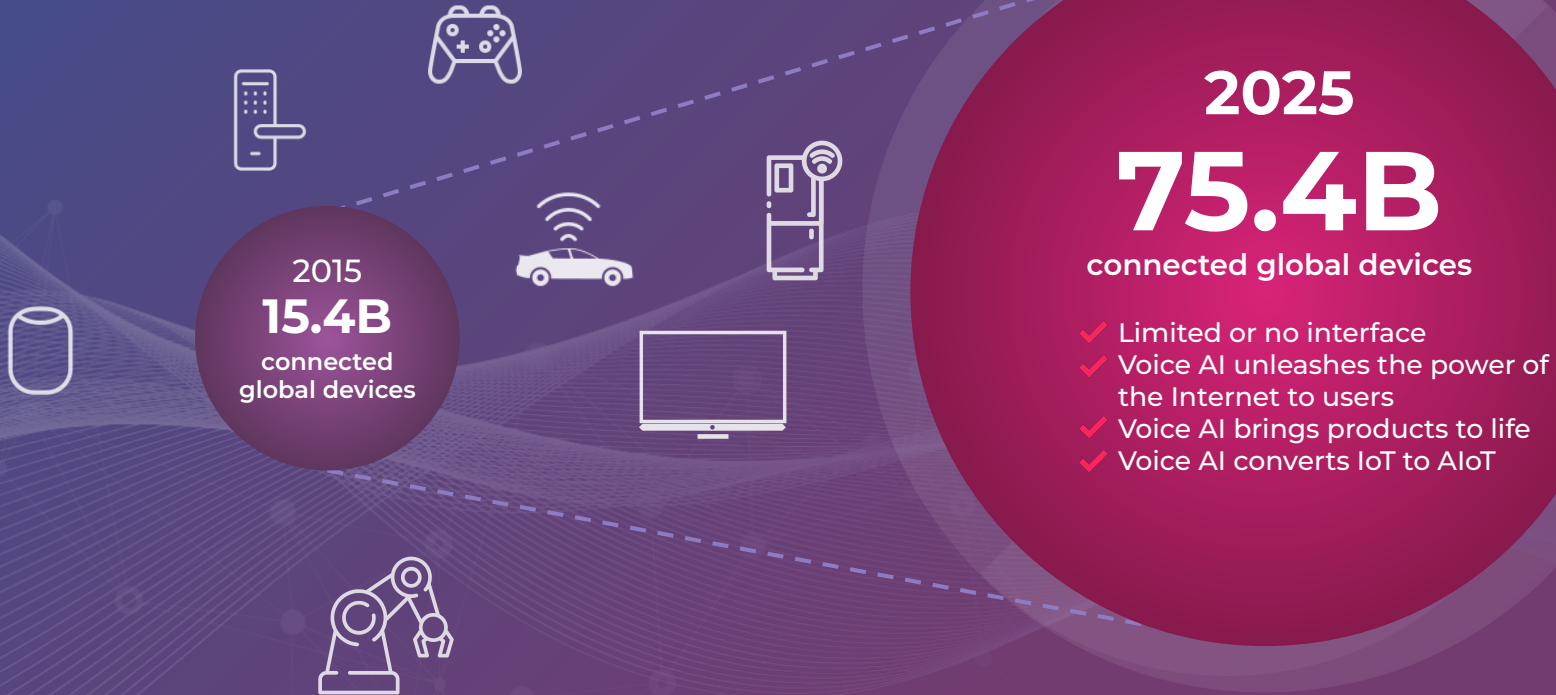 2015
15.4B
connected
global devices
2025
75.4B
connected global devices
Limited or no interface
Voice AI unleashes the power of
the Internet to users
Voice AI brings products to life
Voice AI converts IoT to AIoT